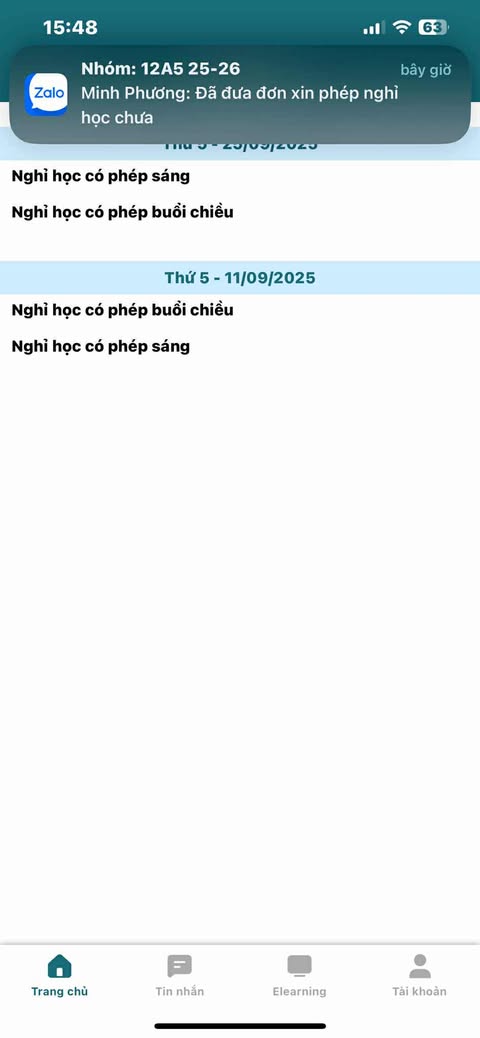 15:48
63
Nhóm: 12A5 25-26
bây giờ
Zalo
Minh Phương: Đã đưa đơn xin phép nghỉ
học chưa
Thứ 5 - 25/09/2025
Nghỉ học có phép sáng
Nghỉ học có phép buổi chiều
Thứ 5 - 11/09/2025
Nghỉ học có phép buổi chiều
Nghỉ học có phép sáng
Trang chủ
Tin nhắn
Elearning
Tài khoản